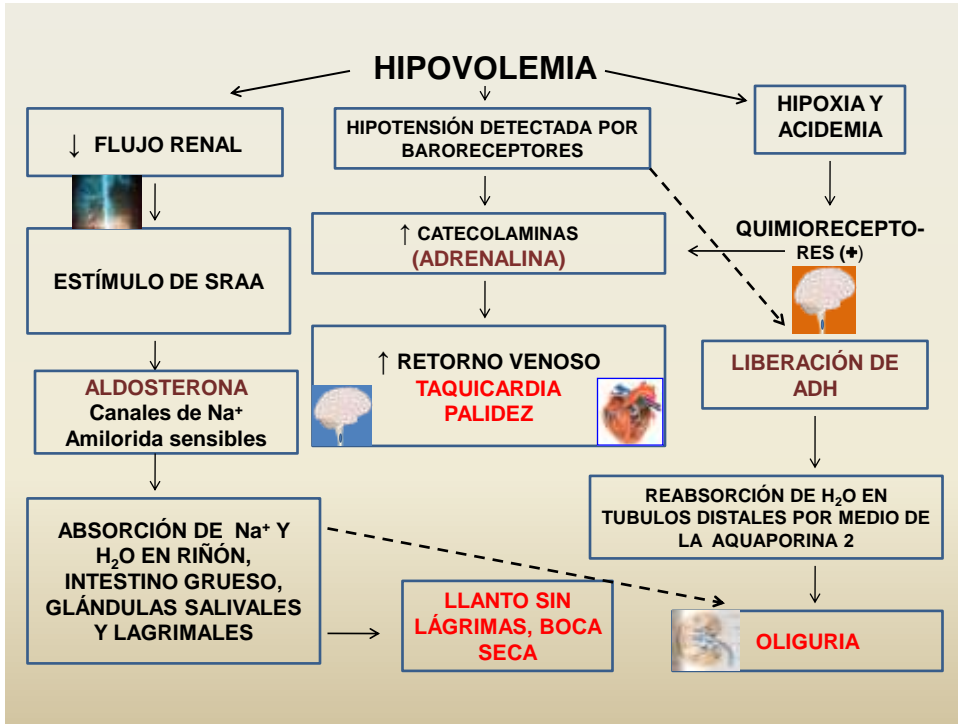 HIPOVOLEMIA
↓ FLUJO RENAL
ESTÍMULO DE SRAA
ALDOSTERONA
Canales de Na⁺
Amilorida sensibles
ABSORCIÓN DE Na⁺ Y
H₂O EN RIÑÓN,
INTESTINO GRUESO,
GLÁNDULAS SALIVALES
Y LAGRIMALES
LLANTO SIN
LÁGRIMAS, BOCA
SECA
HIPOTENSIÓN DETECTADA POR
BARORECEPTORES
↑ CATECOLAMINAS
(ADRENALINA)
↑ RETORNO VENOSO
TAQUICARDIA
PALIDEZ
HIPOXIA Y
ACIDEMIA
QUIMIORECEPTO-
RES (+)
LIBERACIÓN DE
ADH
REABSORCIÓN DE H₂O EN
TUBULOS DISTALES POR MEDIO DE
LA AQUAPORINA 2
OLIGURIA